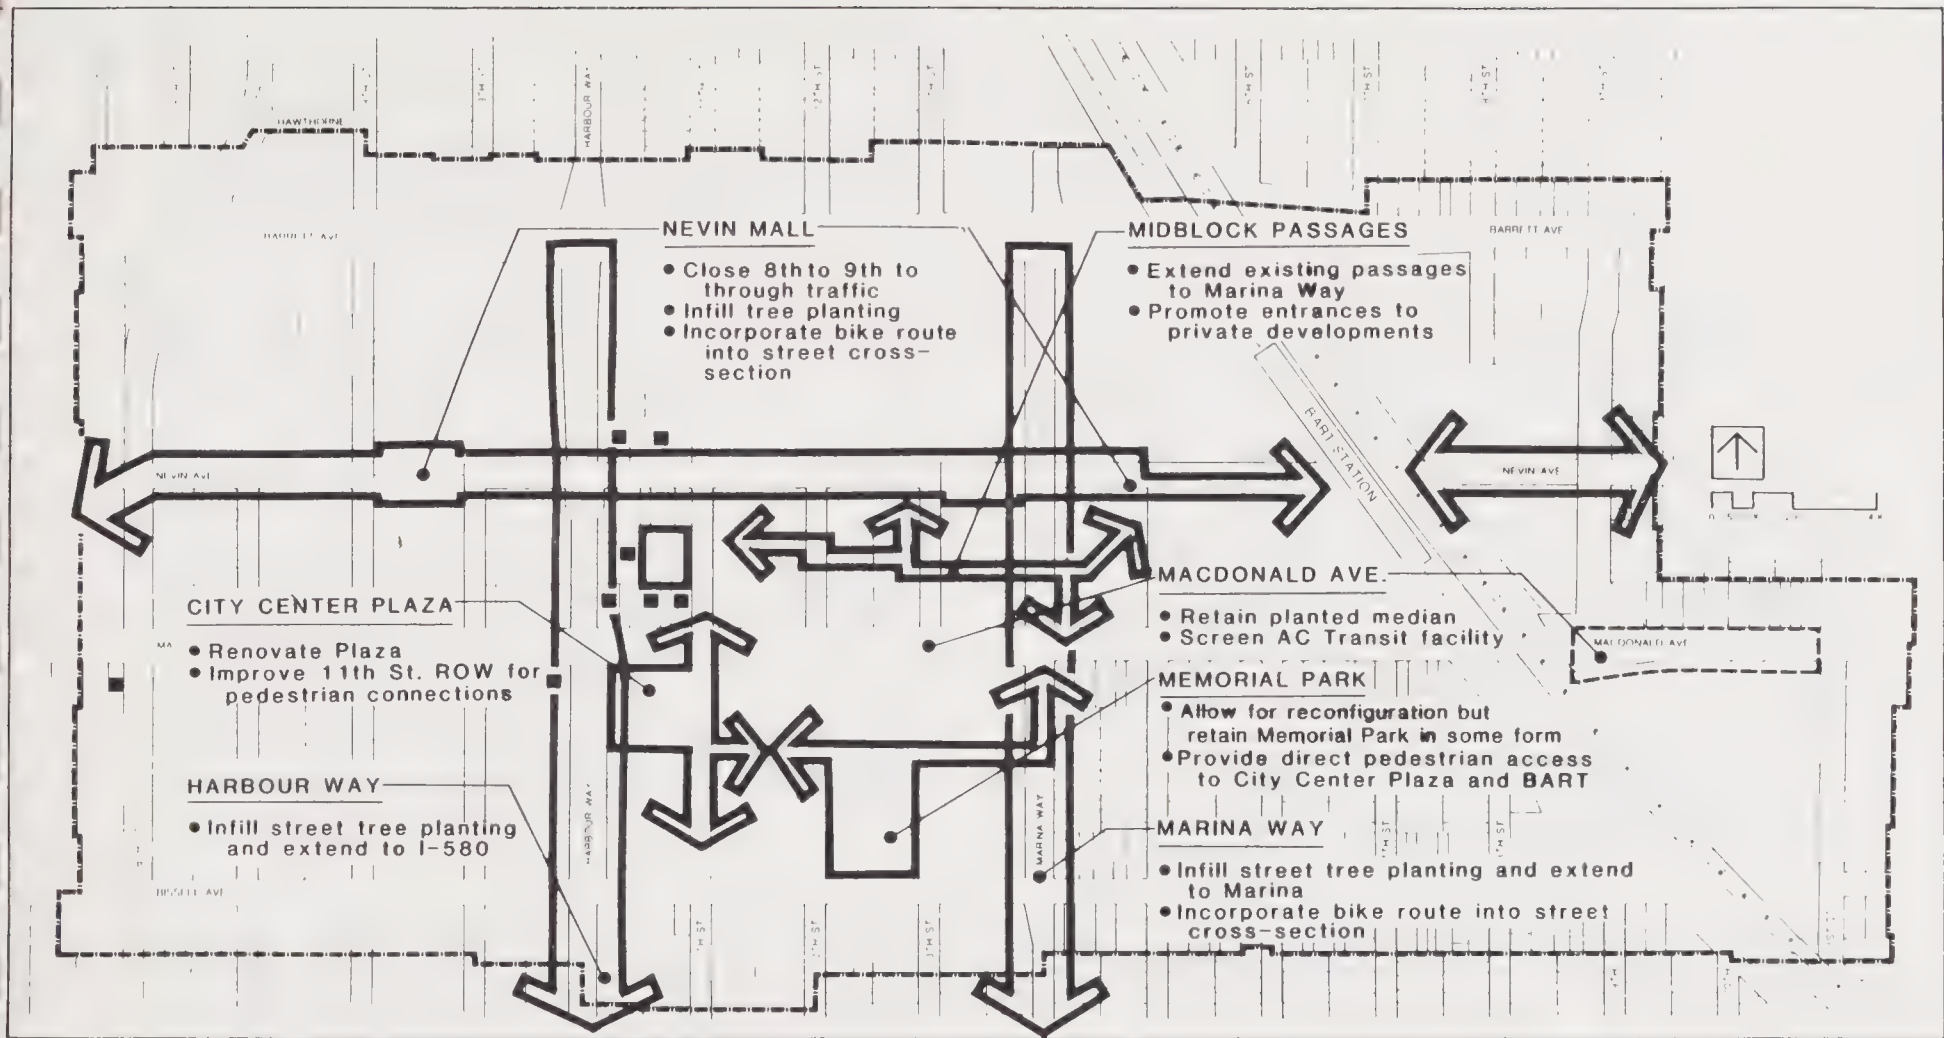 HAWTHORNE
HARBOUR WAY
12TH ST
BARRETT AVE
BARRETT AVE
NEVIN MALL
• Close 8th to 9th to
through traffic
• Infill tree planting
• Incorporate bike route
into street cross-
section
MIDBLOCK PASSAGES
• Extend existing passages
to Marina Way
• Promote entrances to
private developments
BART STATION
NEVIN AVE
NEVIN AVE
CITY CENTER PLAZA
• Renovate Plaza
• Improve 11th St. ROW for
pedestrian connections
MACDONALD AVE.
• Retain planted median
• Screen AC Transit facility
MACDONALD AVE
MEMORIAL PARK
• Allow for reconfiguration but
retain Memorial Park in some form
• Provide direct pedestrian access
to City Center Plaza and BART
HARBOUR WAY
• Infill street tree planting
and extend to I-580
HARBOUR WAY
MARINA WAY
MARINA WAY
• Infill street tree planting and extend
to Marina
• Incorporate bike route into street
cross-section
BISSELL AVE